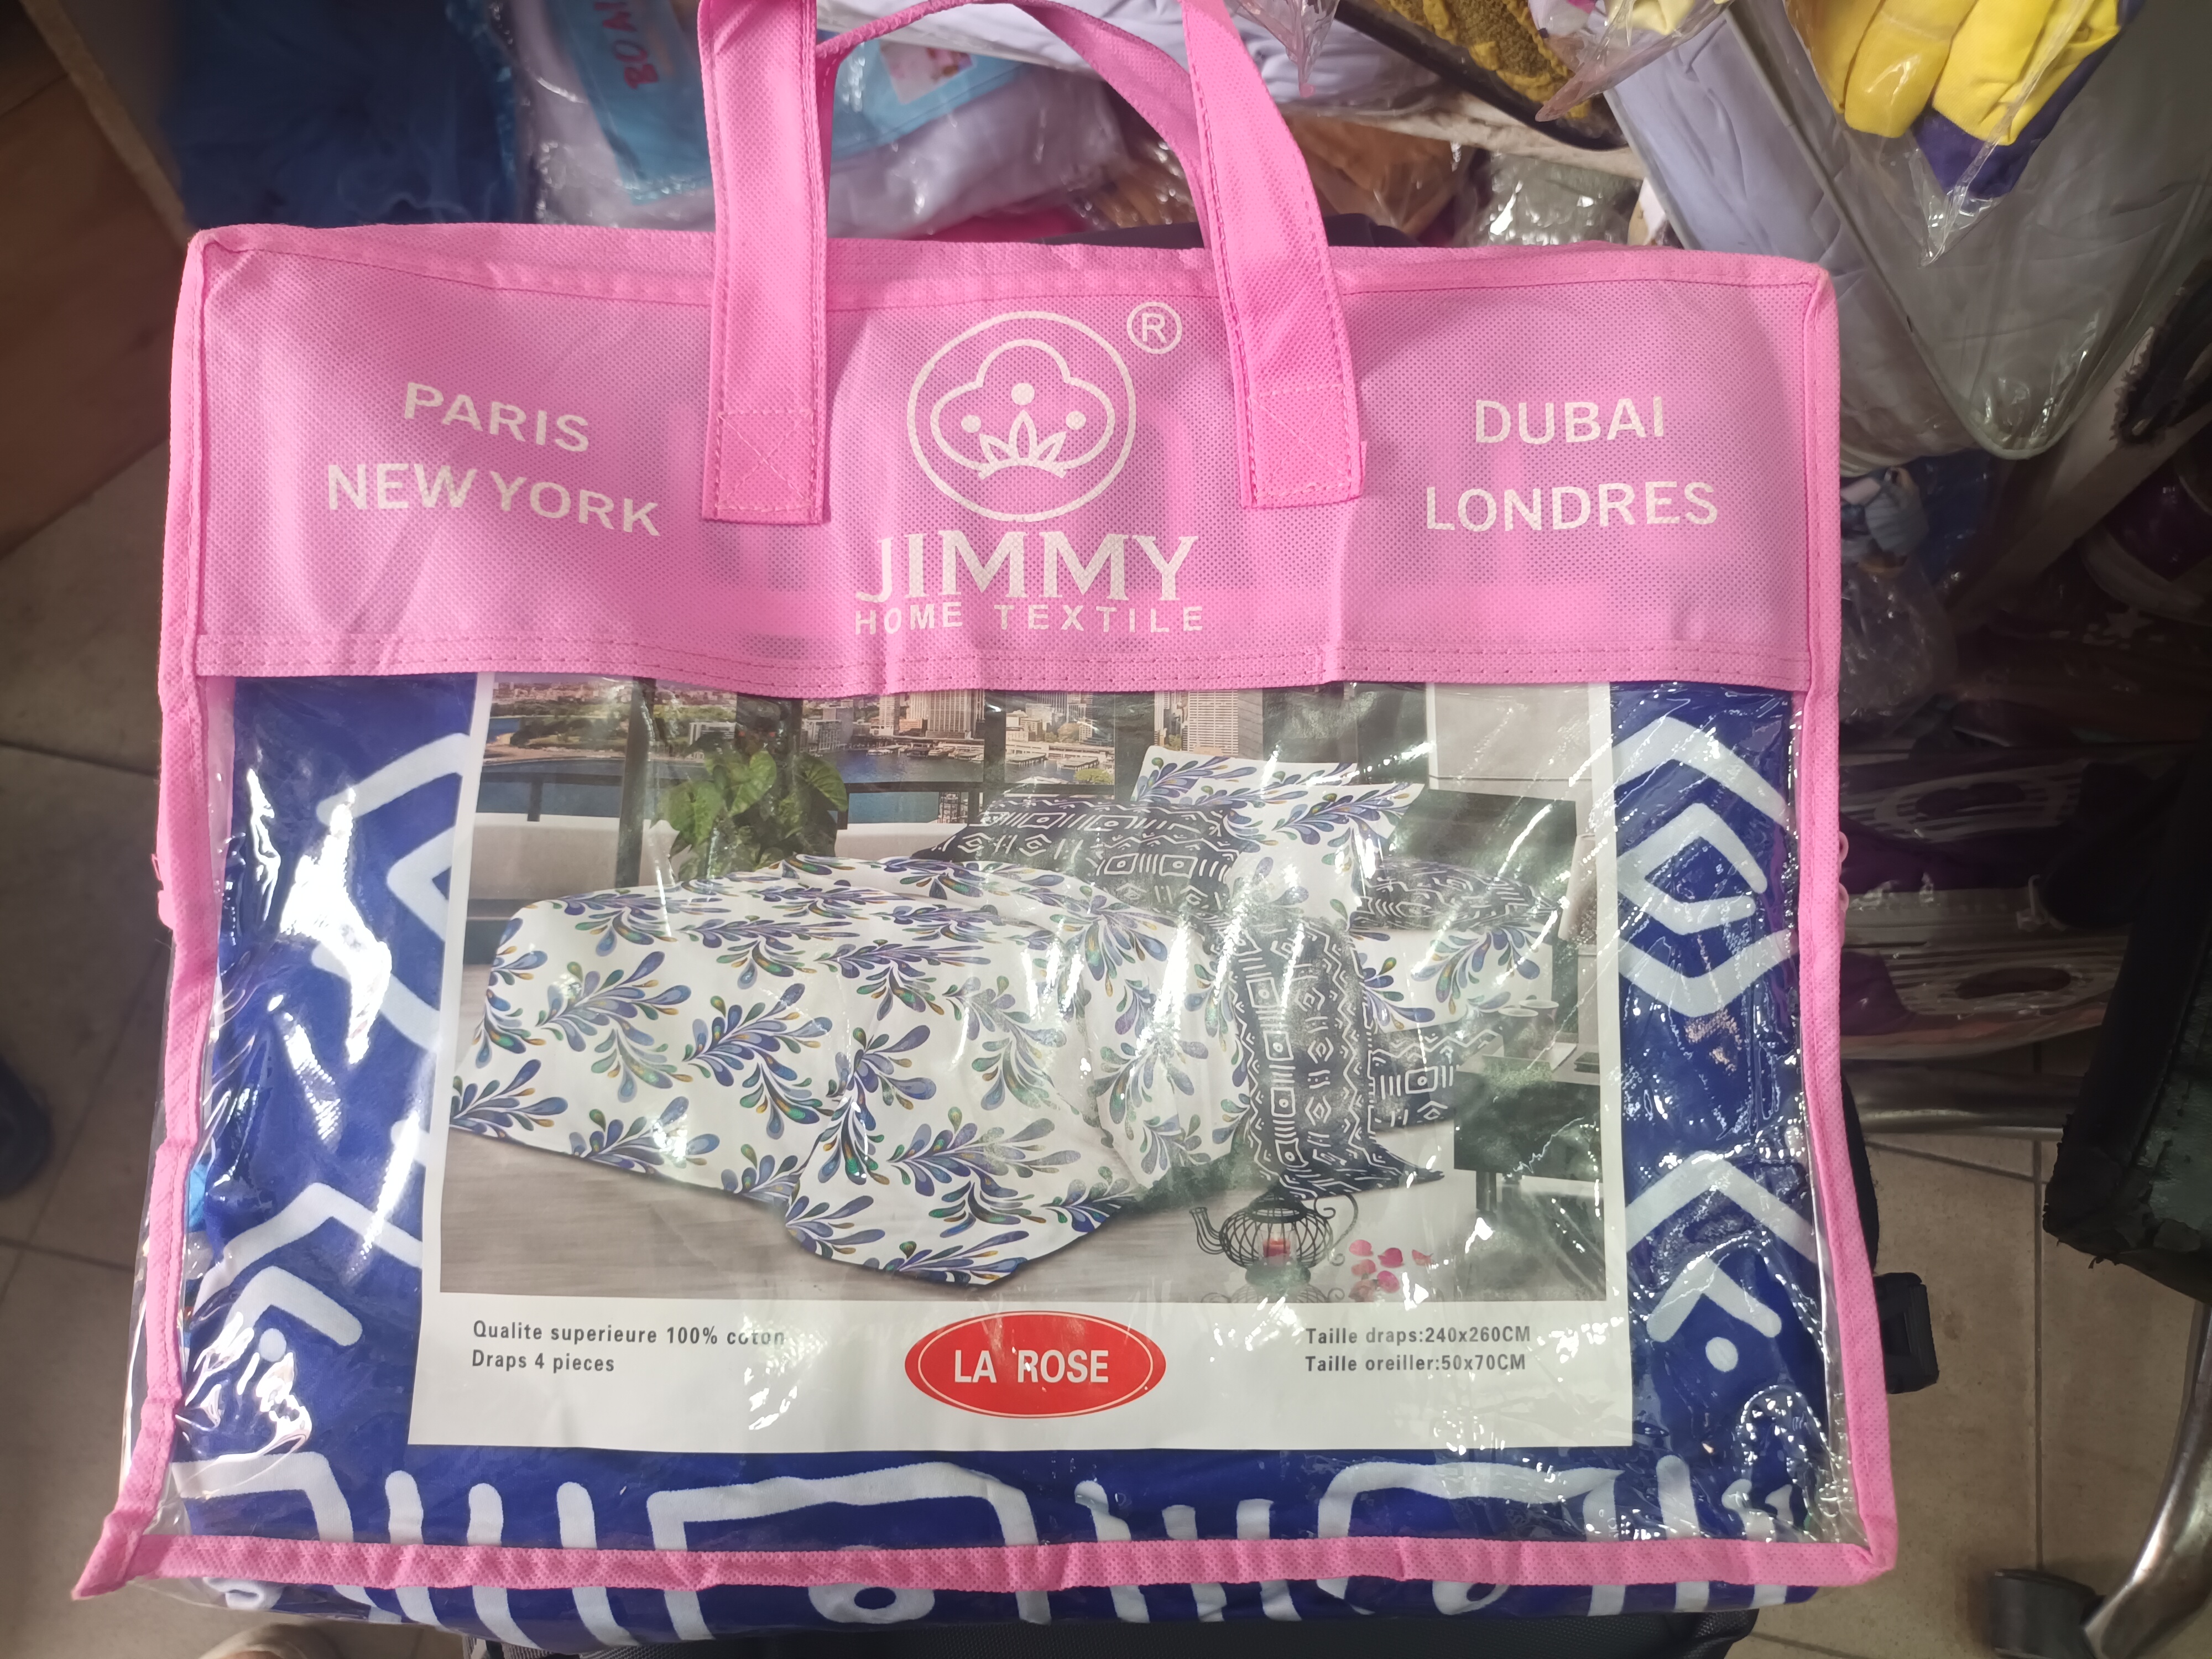 BOM
PARIS
NEW YORK
®
JIMMY
HOME TEXTILE
DUBAI
LONDRES
Qualite superieure 100% coton
Draps 4 pieces
LA ROSE
Taille draps:240x260CM
Taille oreiller:50x70CM